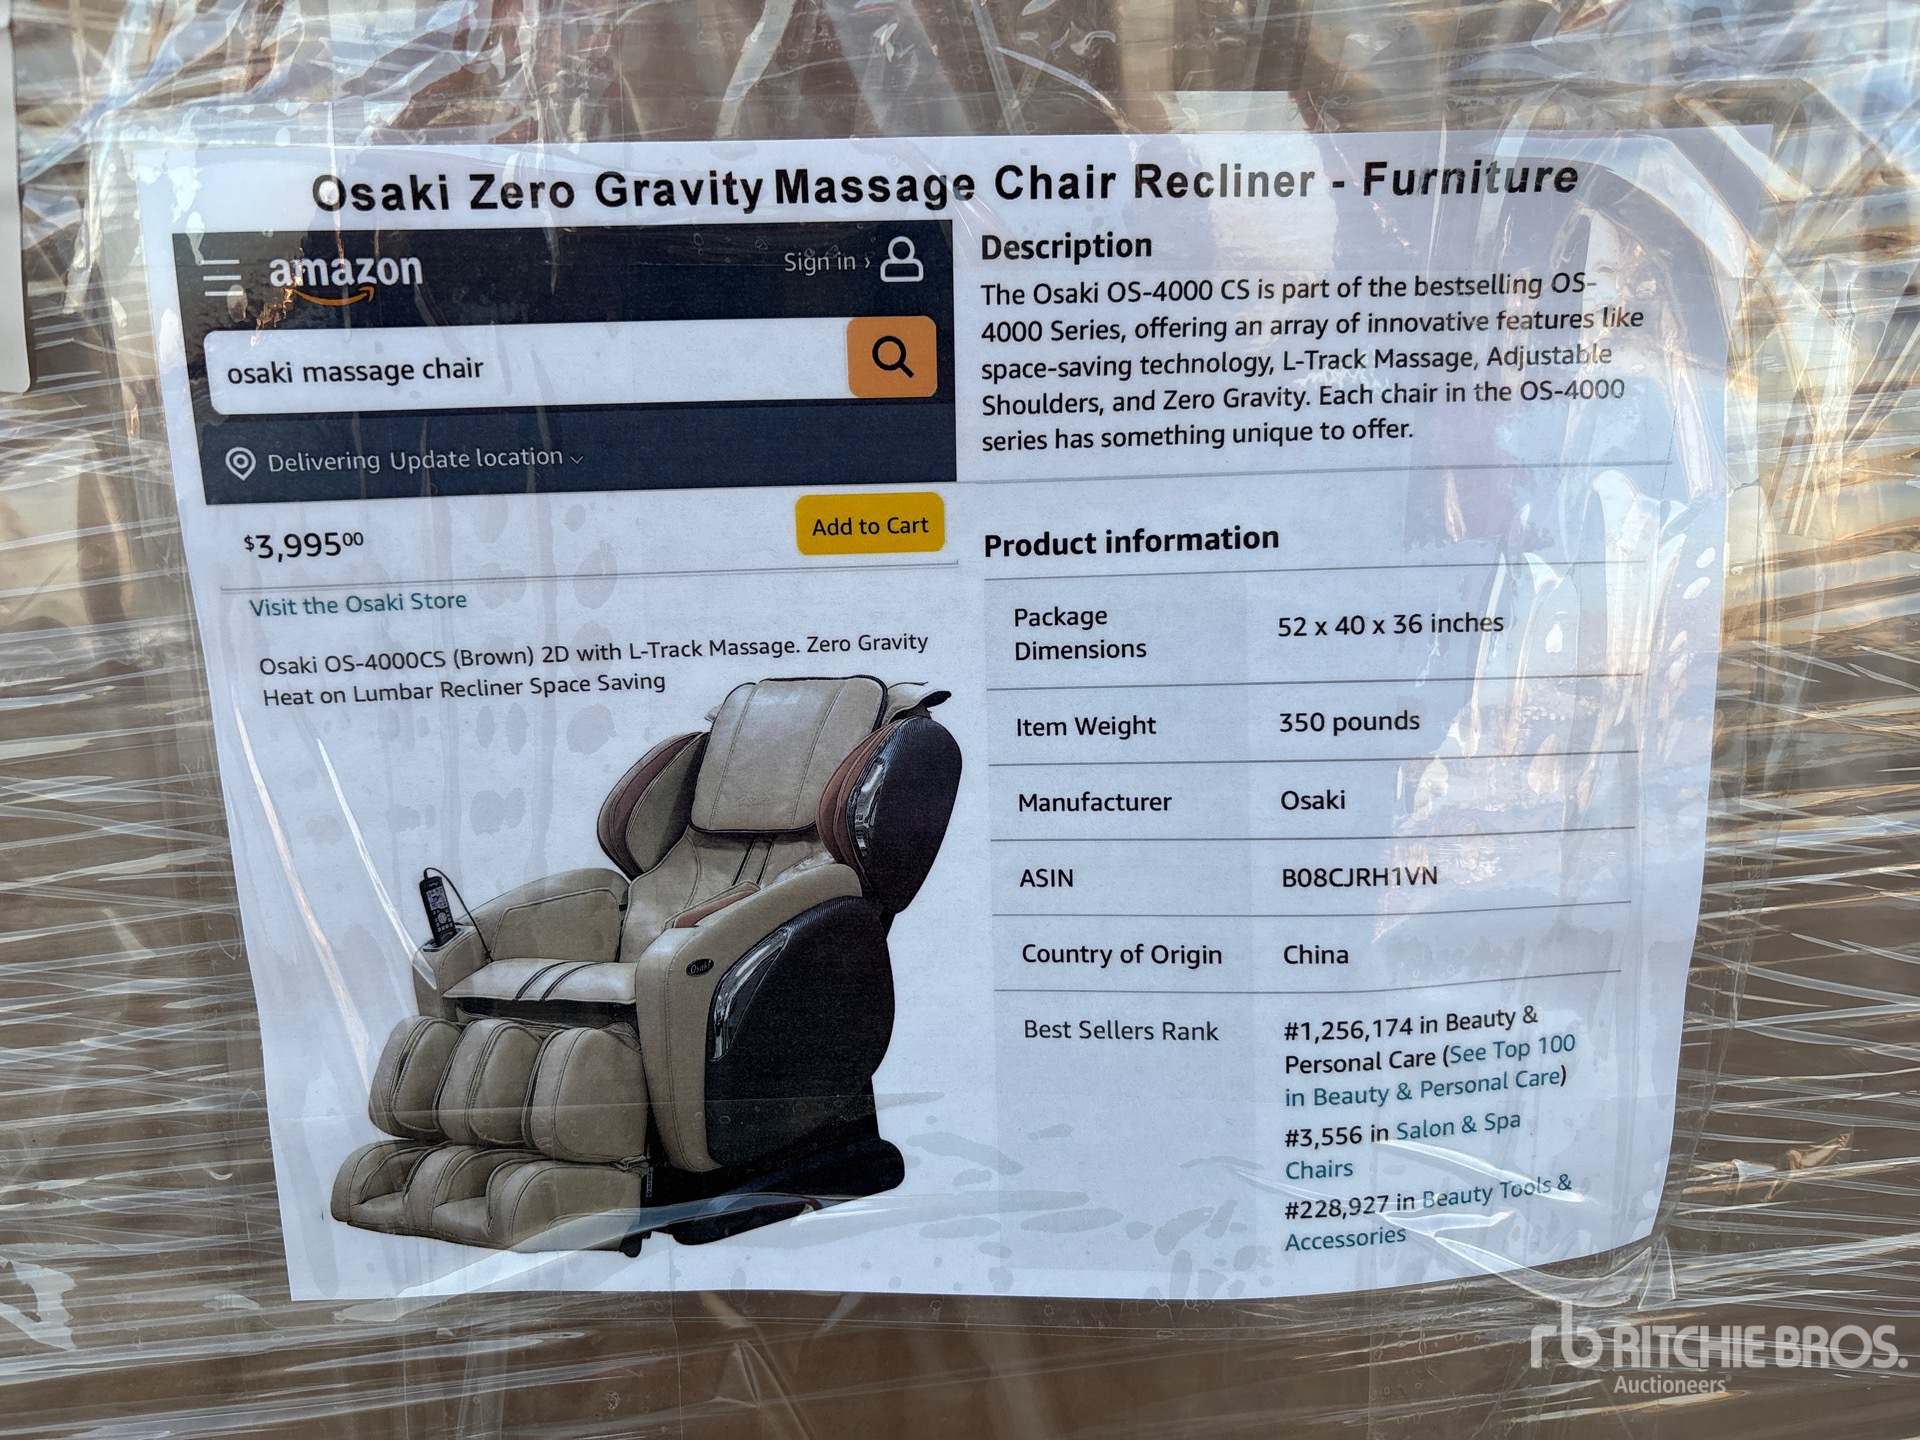 Osaki Zero Gravity Massage Chair Recliner - Furniture
amazon
Sign in ›
osaki massage chair
Delivering Update location
$3,995.00
Add to Cart
Visit the Osaki Store
Osaki OS-4000CS (Brown) 2D with L-Track Massage. Zero Gravity
Heat on Lumbar Recliner Space Saving
Osaki
Description
The Osaki OS-4000 CS is part of the bestselling OS-
4000 Series, offering an array of innovative features like
space-saving technology, L-Track Massage, Adjustable
Shoulders, and Zero Gravity. Each chair in the OS-4000
series has something unique to offer.
Product information
Package
Dimensions
52 x 40 x 36 inches
Item Weight
350 pounds
Manufacturer
Osaki
ASIN
B08CJRH1VN
Country of Origin
China
Best Sellers Rank
#1,256,174 in Beauty &
Personal Care (See Top 100
in Beauty & Personal Care)
#3,556 in Salon & Spa
Chairs
#228,927 in Beauty Tools &
Accessories
rb RITCHIE BROS.
Auctioneers